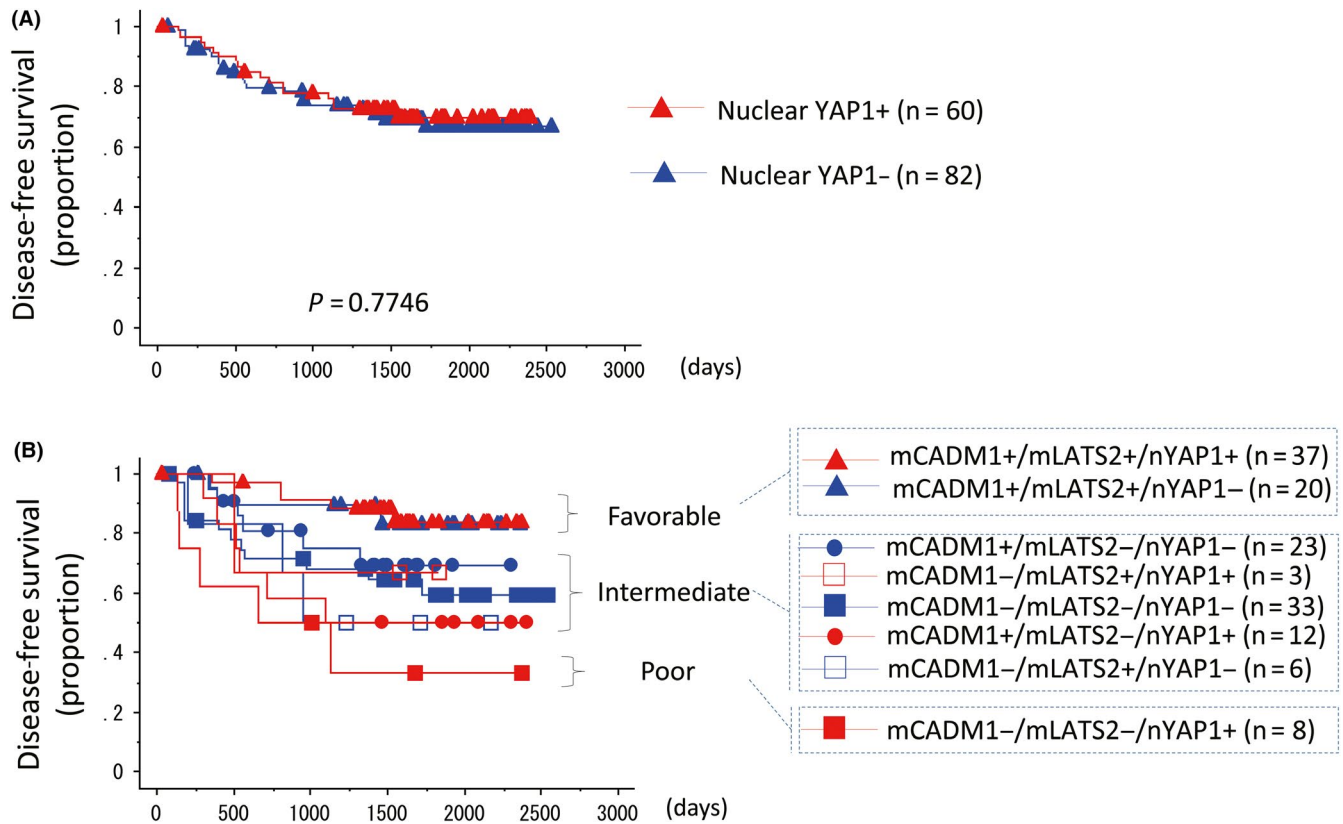 (A)
Disease-free survival
(proportion)
1
. 8
. 6
. 4
. 2
0
P = 0.7746
0 500 1000 1500 2000 2500 3000 (days)
Nuclear YAP1+ (n = 60)
Nuclear YAP1− (n = 82)
(B)
Disease-free survival
(proportion)
1
0.8
. 6
. 4
. 2
0
0 500 1000 1500 2000 2500 3000 (days)
Favorable
Intermediate
Poor
mCADM1+/mLATS2+/nYAP1+ (n = 37)
mCADM1+/mLATS2+/nYAP1− (n = 20)
mCADM1+/mLATS2−/nYAP1− (n = 23)
mCADM1−/mLATS2+/nYAP1+ (n = 3)
mCADM1−/mLATS2−/nYAP1− (n = 33)
mCADM1+/mLATS2−/nYAP1+ (n = 12)
mCADM1−/mLATS2+/nYAP1− (n = 6)
mCADM1−/mLATS2−/nYAP1+ (n = 8)